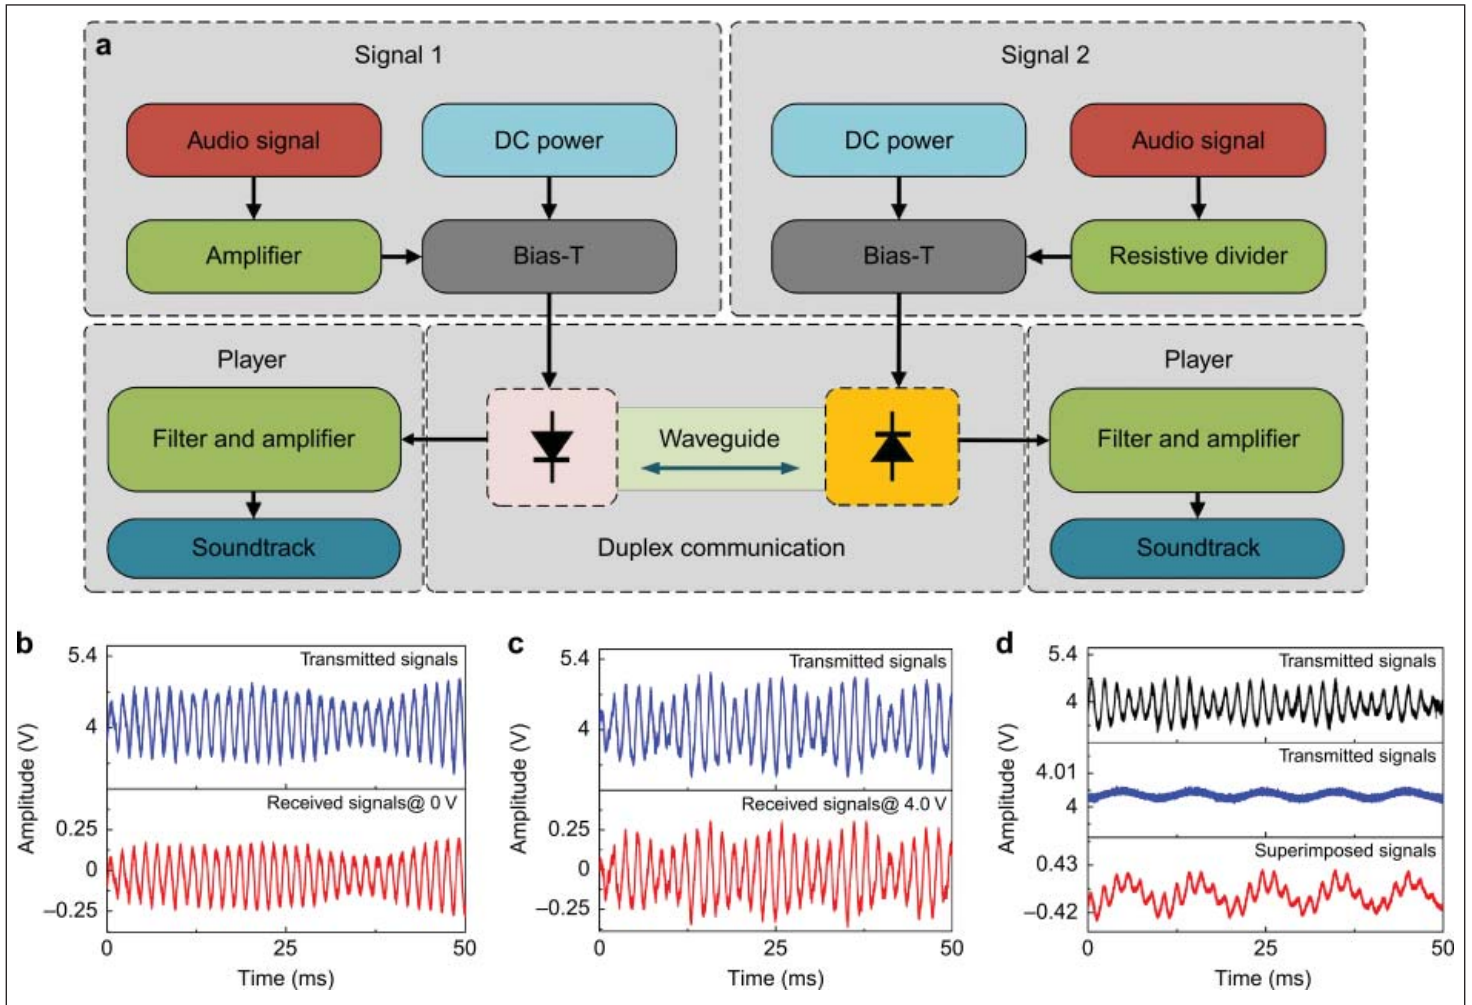 a
Signal 1
Signal 2
Audio signal
DC power
DC power
Audio signal
Amplifier
Bias-T
Bias-T
Resistive divider
Player
Player
Filter and amplifier
Waveguide
Filter and amplifier
Soundtrack
Duplex communication
Soundtrack
b
Amplitude (V)
5.4
4
Transmitted signals
Received signals@ 0 V
0.25
0
–0.25
0
25
50
Time (ms)
c
Amplitude (V)
5.4
4
Transmitted signals
Received signals@ 4.0 V
0.25
0
–0.25
0
25
50
Time (ms)
d
Amplitude (V)
5.4
4
Transmitted signals
4.01
4
Transmitted signals
Superimposed signals
0.43
–0.42
0
25
50
Time (ms)